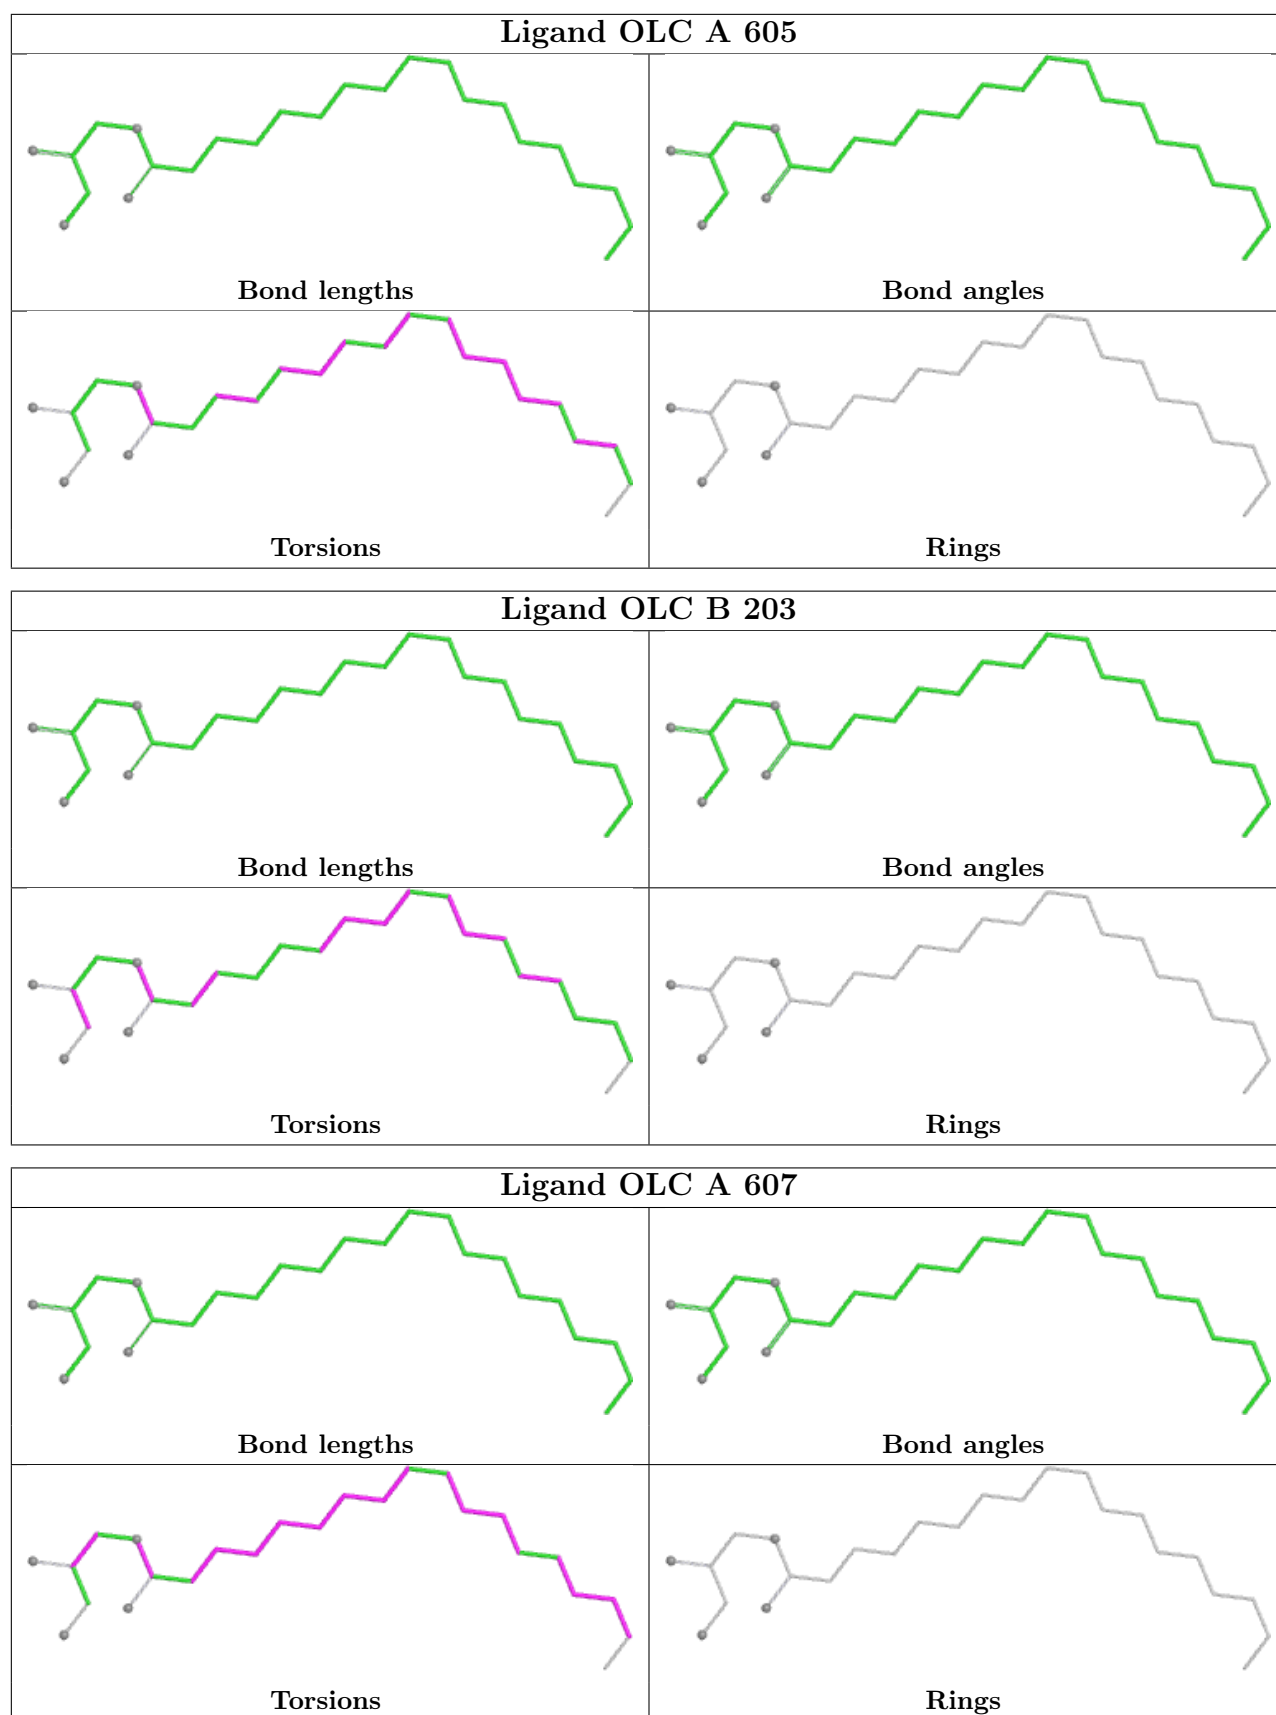 Ligand OLC A 605
Bond lengths
Bond angles
Torsions
Rings
Ligand OLC B 203
Bond lengths
Bond angles
Torsions
Rings
Ligand OLC A 607
Bond lengths
Bond angles
Torsions
Rings